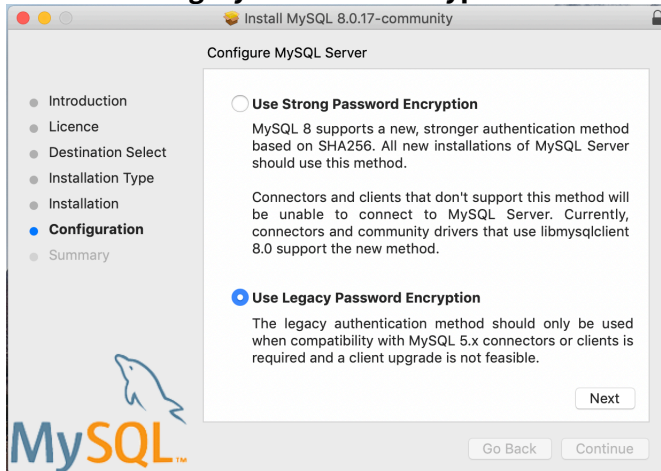 Install MySQL 8.0.17-community
Configure MySQL Server
Introduction
Licence
Destination Select
Installation Type
Installation
Configuration
Summary
Use Strong Password Encryption
MySQL 8 supports a new, stronger authentication method
based on SHA256. All new installations of MySQL Server
should use this method.
Connectors and clients that don't support this method will
be unable to connect to MySQL Server. Currently,
connectors and community drivers that use libmysqlclient
8.0 support the new method.
Use Legacy Password Encryption
The legacy authentication method should only be used
when compatibility with MySQL 5.x connectors or clients is
required and a client upgrade is not feasible.
Next
MySQL™
Go Back
Continue